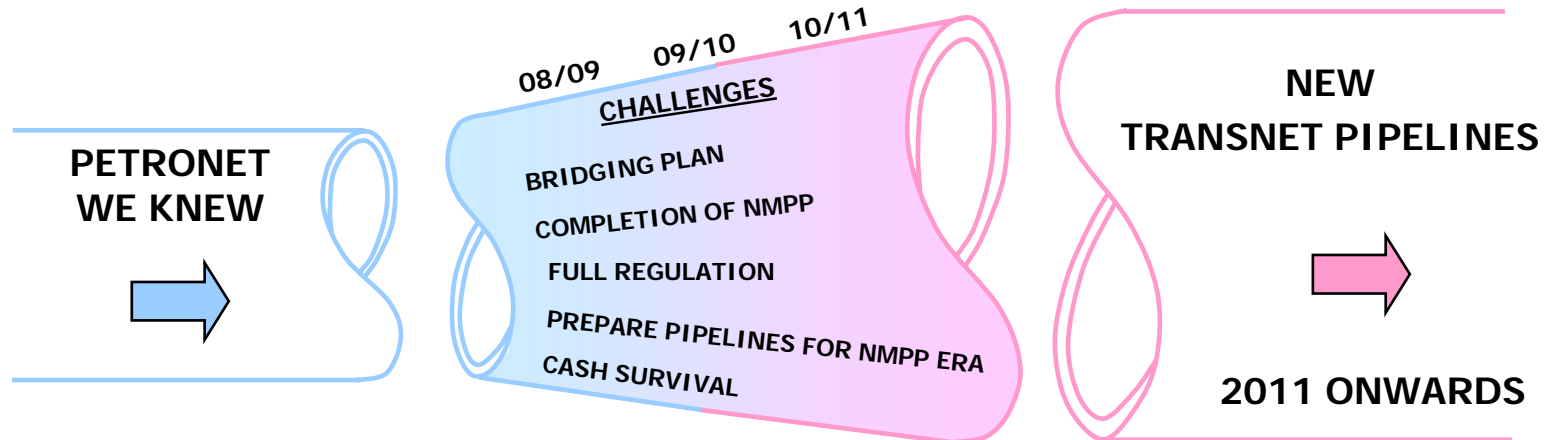 PETRONET
WE KNEW
08/09
09/10
10/11
CHALLENGES
BRIDGING PLAN
COMPLETION OF NMPP
FULL REGULATION
PREPARE PIPELINES FOR NMPP ERA
CASH SURVIVAL
NEW
TRANSNET PIPELINES
2011 ONWARDS